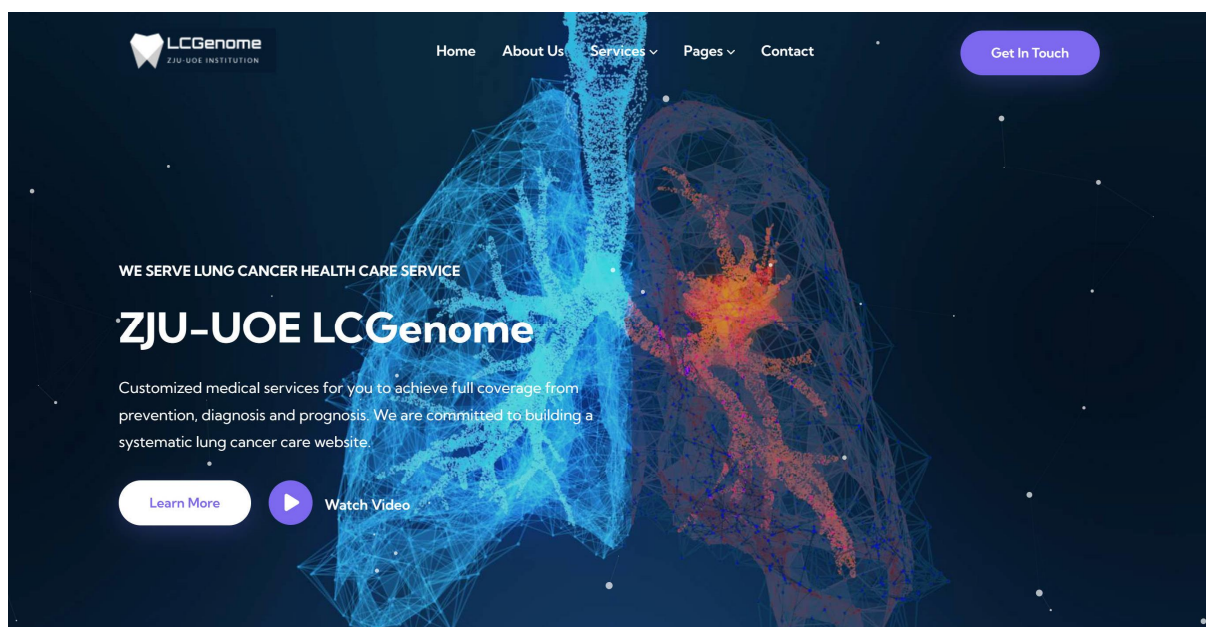 LCGenome
ZJU-UOE INSTITUTION
Home About Us Services Pages Contact
Get In Touch
WE SERVE LUNG CANCER HEALTH CARE SERVICE
ZJU-UOE LCGenome
Customized medical services for you to achieve full coverage from
prevention, diagnosis and prognosis. We are committed to building a
systematic lung cancer care website.
Learn More
Watch Video